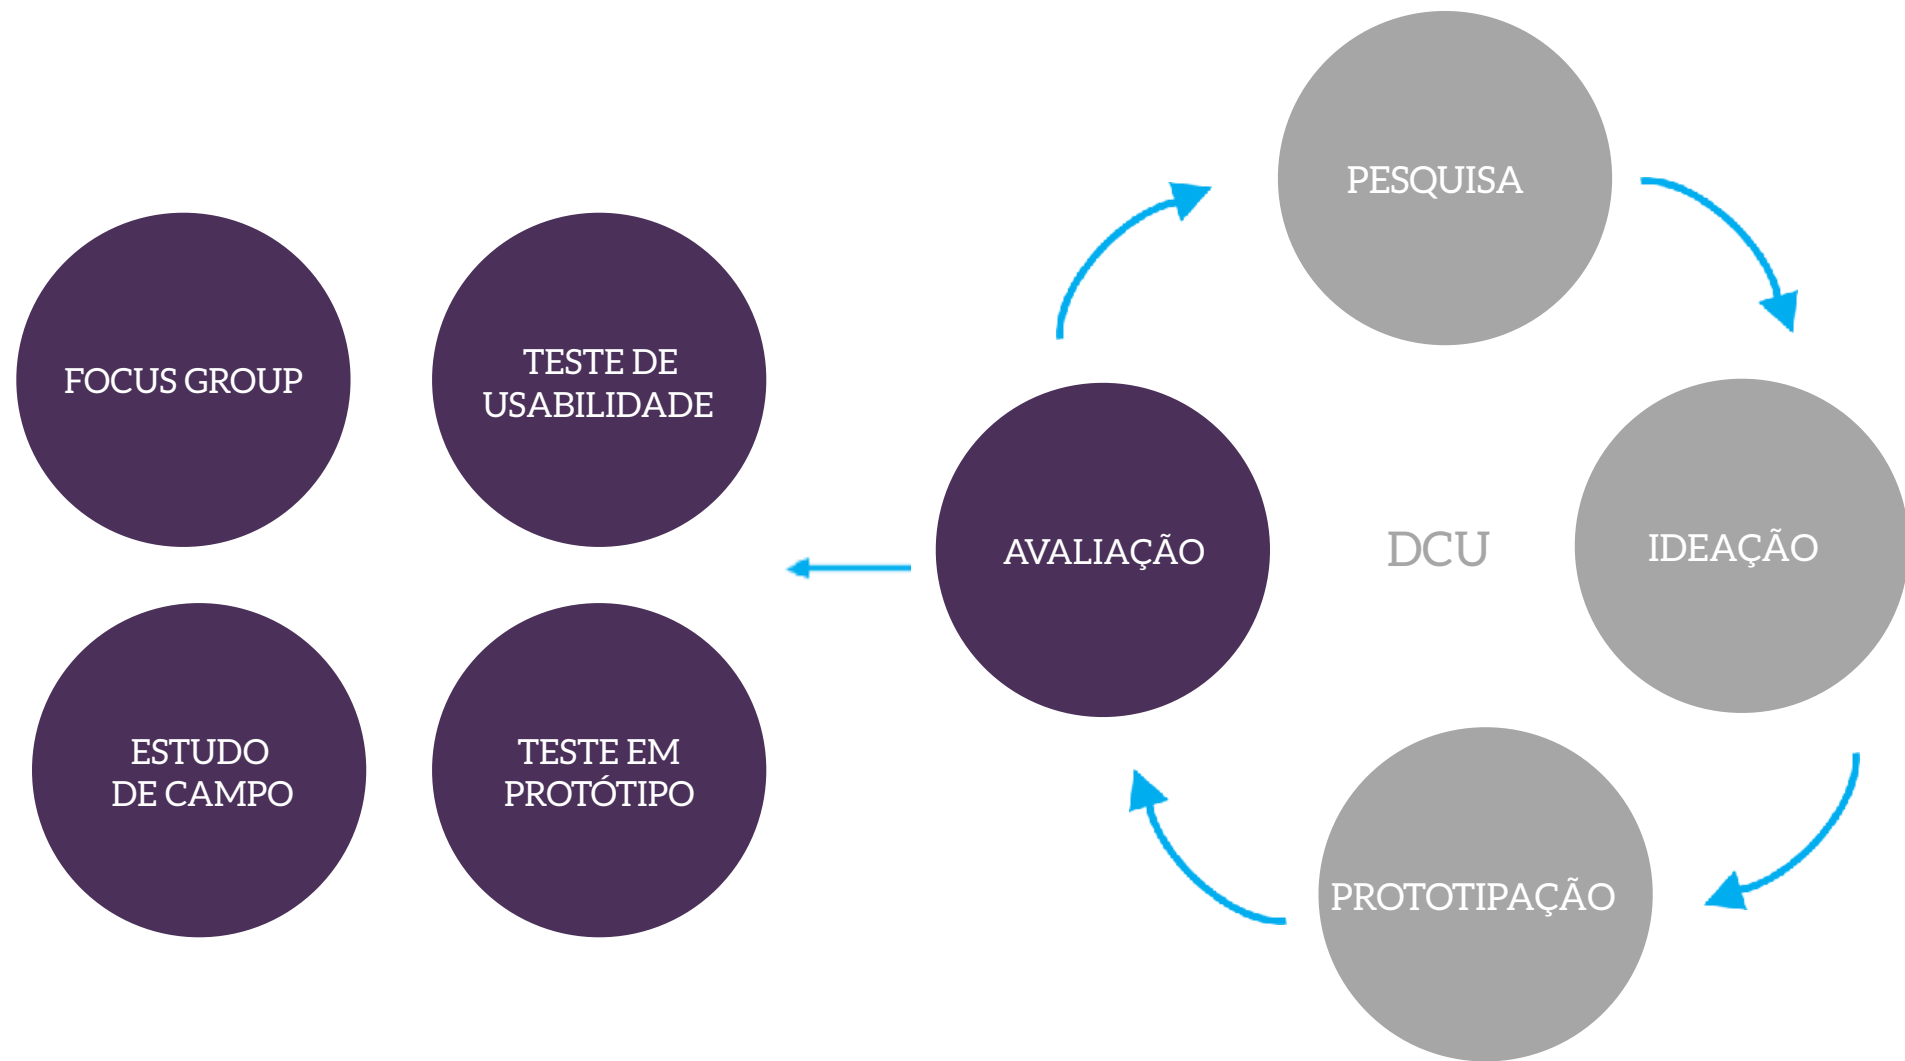 PESQUISA
FOCUS GROUP
TESTE DE
USABILIDADE
AVALIAÇÃO
DCU
IDEAÇÃO
ESTUDO
DE CAMPO
TESTE EM
PROTÓTIPO
PROTOTIPAÇÃO